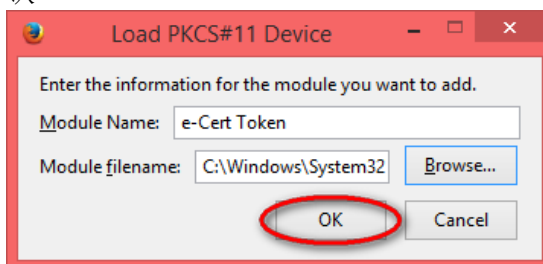 Load PKCS#11 Device
Enter the information for the module you want to add.
Module Name: e-Cert Token
Module filename: C:\Windows\System32 Browse...
OK Cancel